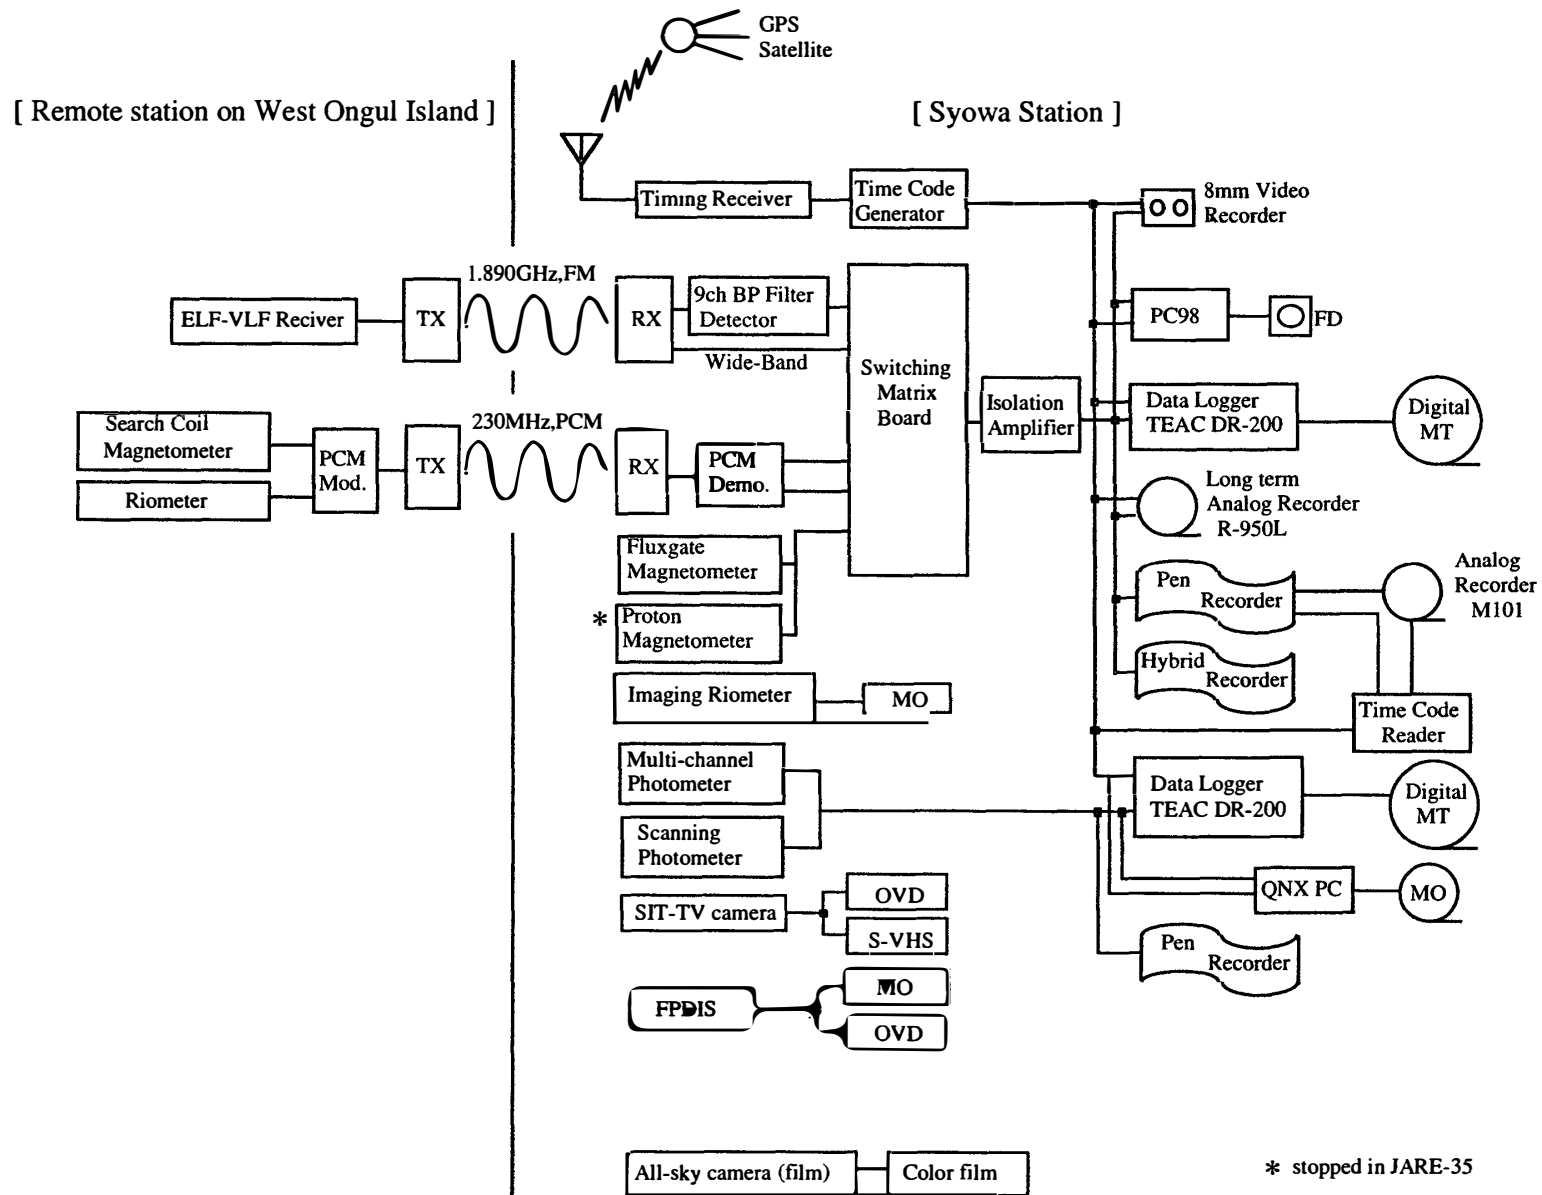 GPS
Satellite
[ Remote station on West Ongul Island ]
[ Syowa Station ]
Timing Receiver
Time Code
Generator
8mm Video
Recorder
1.890GHz,FM
ELF-VLF Reciver
TX
RX
9ch BP Filter
Detector
Wide-Band
Switching
Matrix
Board
Isolation
Amplifier
PC98
FD
Data Logger
TEAC DR-200
Digital
MT
Search Coil
Magnetometer
Riometer
PCM
Mod.
TX
230MHz,PCM
RX
PCM
Demo.
Long term
Analog Recorder
R-950L
Fluxgate
Magnetometer
* Proton
Magnetometer
Pen
Recorder
Analog
Recorder
M101
Hybrid
Recorder
Imaging Riometer
MO
Time Code
Reader
Multi-channel
Photometer
Scanning
Photometer
Data Logger
TEAC DR-200
Digital
MT
QNX PC
MO
SIT-TV camera
OVD
S-VHS
Pen
Recorder
FPDIS
MO
OVD
All-sky camera (film)
Color film
* stopped in JARE-35